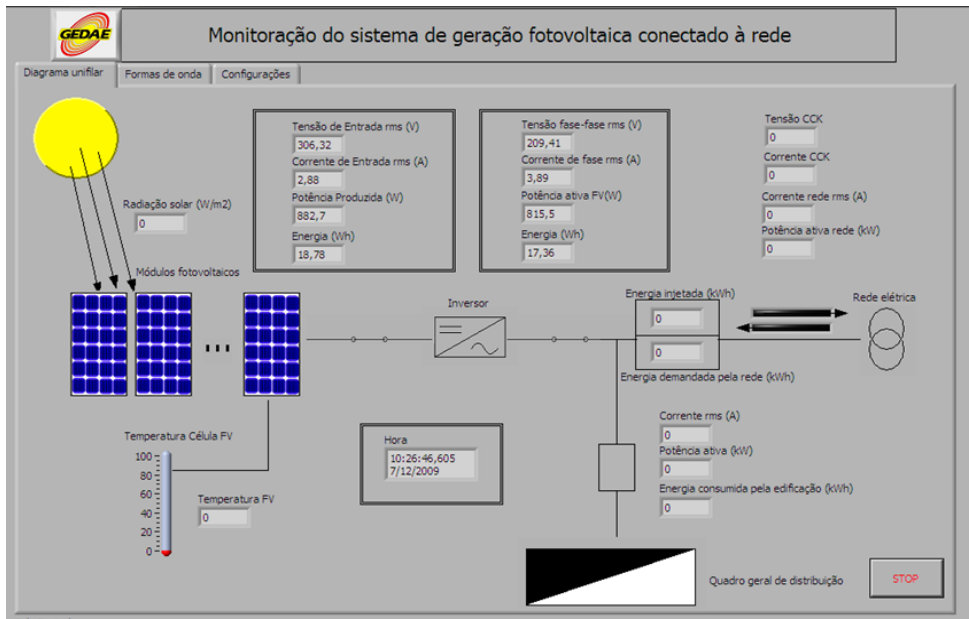 GEDAE
Monitoração do sistema de geração fotovoltaica conectado à rede
Diagrama unifilar
Formas de onda
Configurações
Tensão de Entrada rms (V)
306,32
Corrente de Entrada rms (A)
2,88
Potência Produzida (W)
882,7
Energia (Wh)
18,78
Tensão fase-fase rms (V)
209,41
Corrente de fase rms (A)
3,89
Potência ativa FV(W)
815,5
Energia (Wh)
17,36
Tensão CCK
0
Corrente CCK
0
Corrente rede rms (A)
0
Potência ativa rede (kW)
0
Radiação solar (W/m2)
0
Módulos fotovoltaicos
Inversor
Energia injetada (kWh)
0
0
Energia demandada pela rede (kWh)
Rede elétrica
Temperatura Célula FV
100
80
60
40
20
0
Temperatura FV
0
Hora
10:26:46,605
7/12/2009
Corrente rms (A)
0
Potência ativa (kW)
0
Energia consumida pela edificação (kWh)
0
Quadro geral de distribuição
STOP